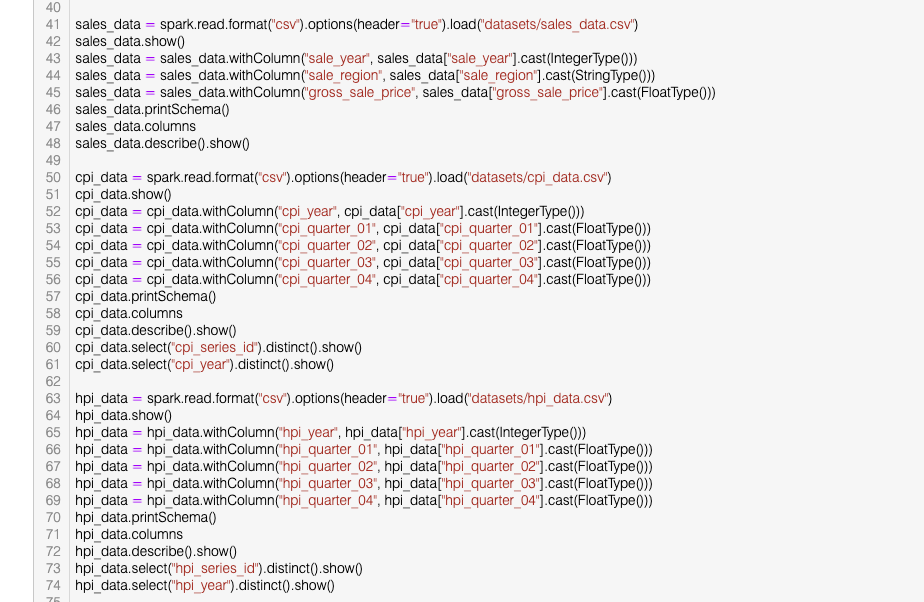 40
41 sales_data = spark.read.format("csv").options(header="true").load("datasets/sales_data.csv")
42 sales_data.show()
43 sales_data = sales_data.withColumn("sale_year", sales_data["sale_year"].cast(IntegerType()))
44 sales_data = sales_data.withColumn("sale_region", sales_data["sale_region"].cast(StringType()))
45 sales_data = sales_data.withColumn("gross_sale_price", sales_data["gross_sale_price"].cast(FloatType()))
46 sales_data.printSchema()
47 sales_data.columns
48 sales_data.describe().show()
49
50 cpi_data = spark.read.format("csv").options(header="true").load("datasets/cpi_data.csv")
51 cpi_data.show()
52 cpi_data = cpi_data.withColumn("cpi_year", cpi_data["cpi_year"].cast(IntegerType()))
53 cpi_data = cpi_data.withColumn("cpi_quarter_01", cpi_data["cpi_quarter_01"].cast(FloatType()))
54 cpi_data = cpi_data.withColumn("cpi_quarter_02", cpi_data["cpi_quarter_02"].cast(FloatType()))
55 cpi_data = cpi_data.withColumn("cpi_quarter_03", cpi_data["cpi_quarter_03"].cast(FloatType()))
56 cpi_data = cpi_data.withColumn("cpi_quarter_04", cpi_data["cpi_quarter_04"].cast(FloatType()))
57 cpi_data.printSchema()
58 cpi_data.columns
59 cpi_data.describe().show()
60 cpi_data.select("cpi_series_id").distinct().show()
61 cpi_data.select("cpi_year").distinct().show()
62
63 hpi_data = spark.read.format("csv").options(header="true").load("datasets/hpi_data.csv")
64 hpi_data.show()
65 hpi_data = hpi_data.withColumn("hpi_year", hpi_data["hpi_year"].cast(IntegerType()))
66 hpi_data = hpi_data.withColumn("hpi_quarter_01", hpi_data["hpi_quarter_01"].cast(FloatType()))
67 hpi_data = hpi_data.withColumn("hpi_quarter_02", hpi_data["hpi_quarter_02"].cast(FloatType()))
68 hpi_data = hpi_data.withColumn("hpi_quarter_03", hpi_data["hpi_quarter_03"].cast(FloatType()))
69 hpi_data = hpi_data.withColumn("hpi_quarter_04", hpi_data["hpi_quarter_04"].cast(FloatType()))
70 hpi_data.printSchema()
71 hpi_data.columns
72 hpi_data.describe().show()
73 hpi_data.select("hpi_series_id").distinct().show()
74 hpi_data.select("hpi_year").distinct().show()
75